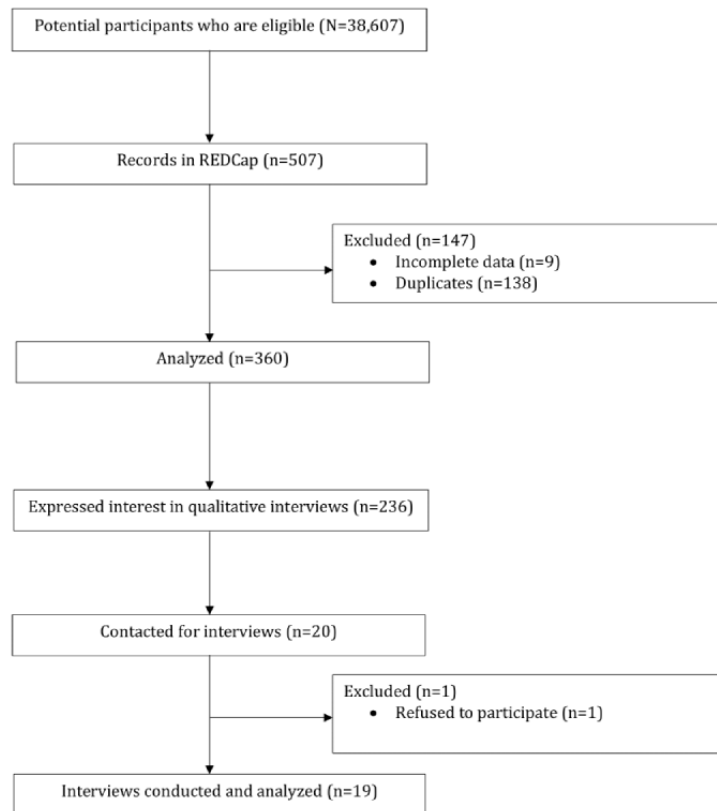 Potential participants who are eligible (N=38,607)
Records in REDCap (n=507)
Excluded (n=147)
• Incomplete data (n=9)
• Duplicates (n=138)
Analyzed (n=360)
Expressed interest in qualitative interviews (n=236)
Contacted for interviews (n=20)
Excluded (n=1)
• Refused to participate (n=1)
Interviews conducted and analyzed (n=19)